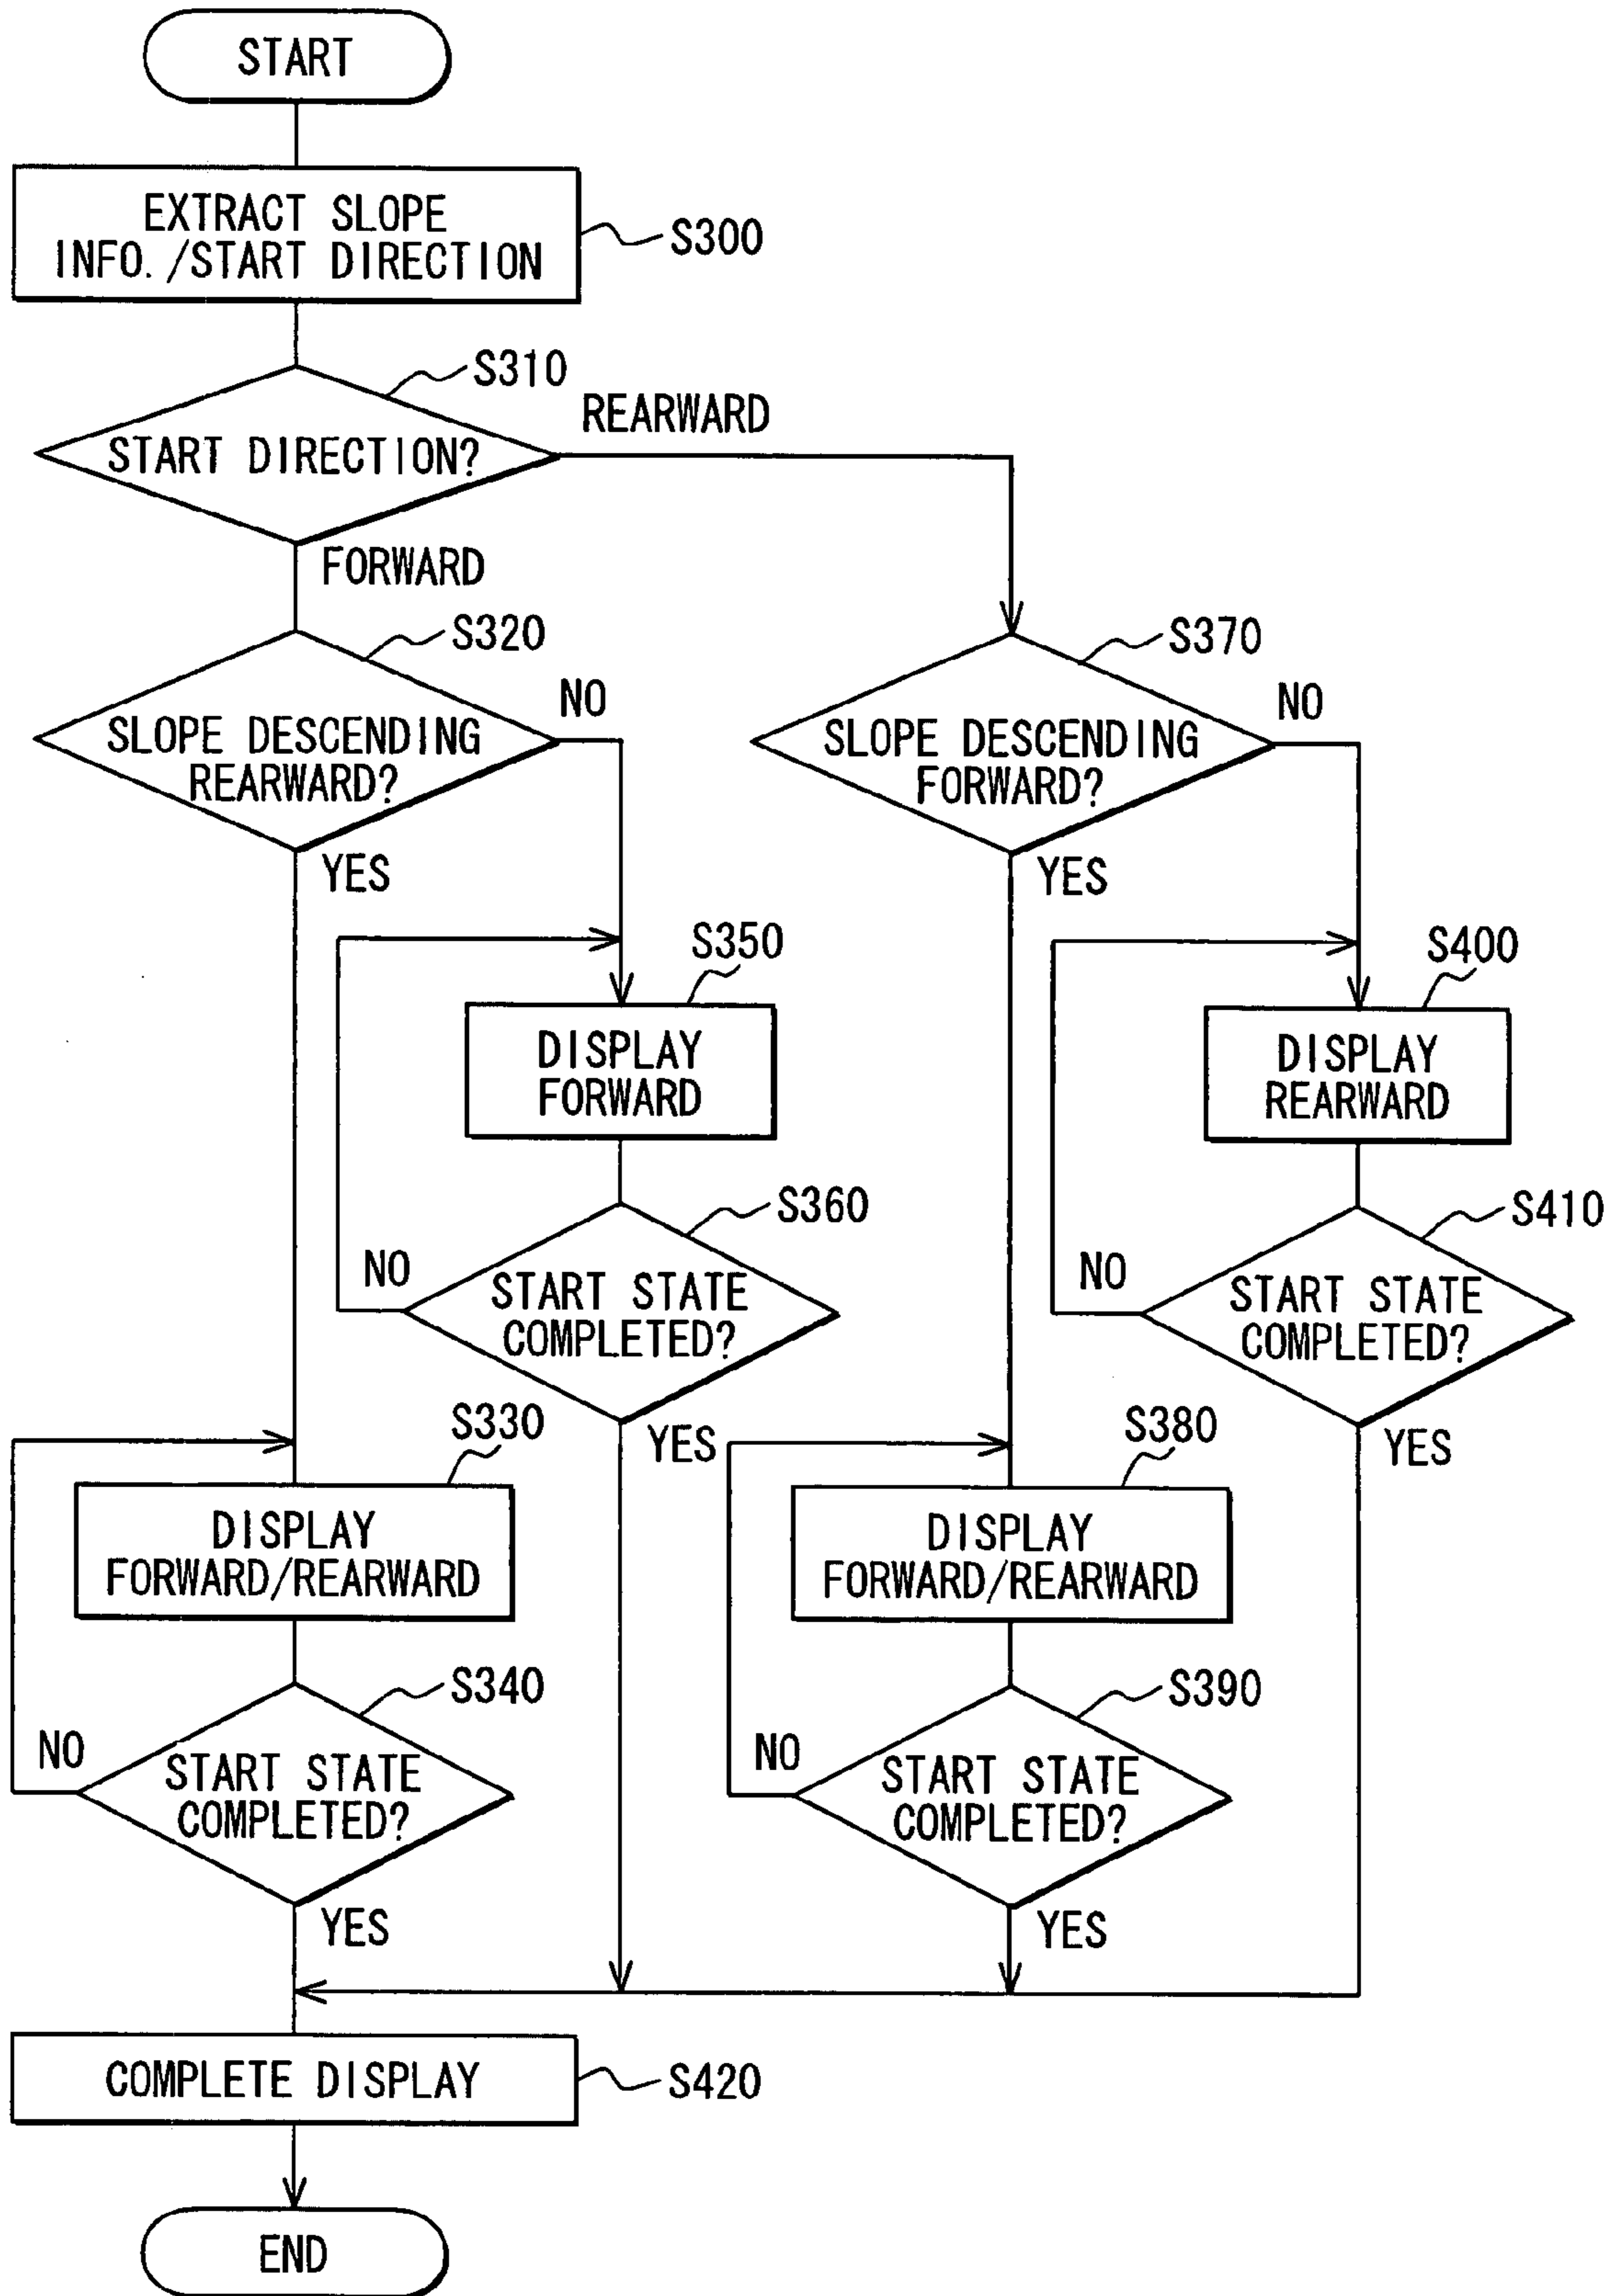 START
EXTRACT SLOPE
INFO./START DIRECTION
S300
S310
START DIRECTION?
REARWARD
FORWARD
S320
SLOPE DESCENDING
REARWARD?
NO
YES
S370
SLOPE DESCENDING
FORWARD?
NO
YES
S350
DISPLAY
FORWARD
S400
DISPLAY
REARWARD
S360
START STATE
COMPLETED?
NO
YES
S410
START STATE
COMPLETED?
NO
YES
S330
DISPLAY
FORWARD/REARWARD
S380
DISPLAY
FORWARD/REARWARD
S340
START STATE
COMPLETED?
NO
YES
S390
START STATE
COMPLETED?
NO
YES
COMPLETE DISPLAY
S420
END